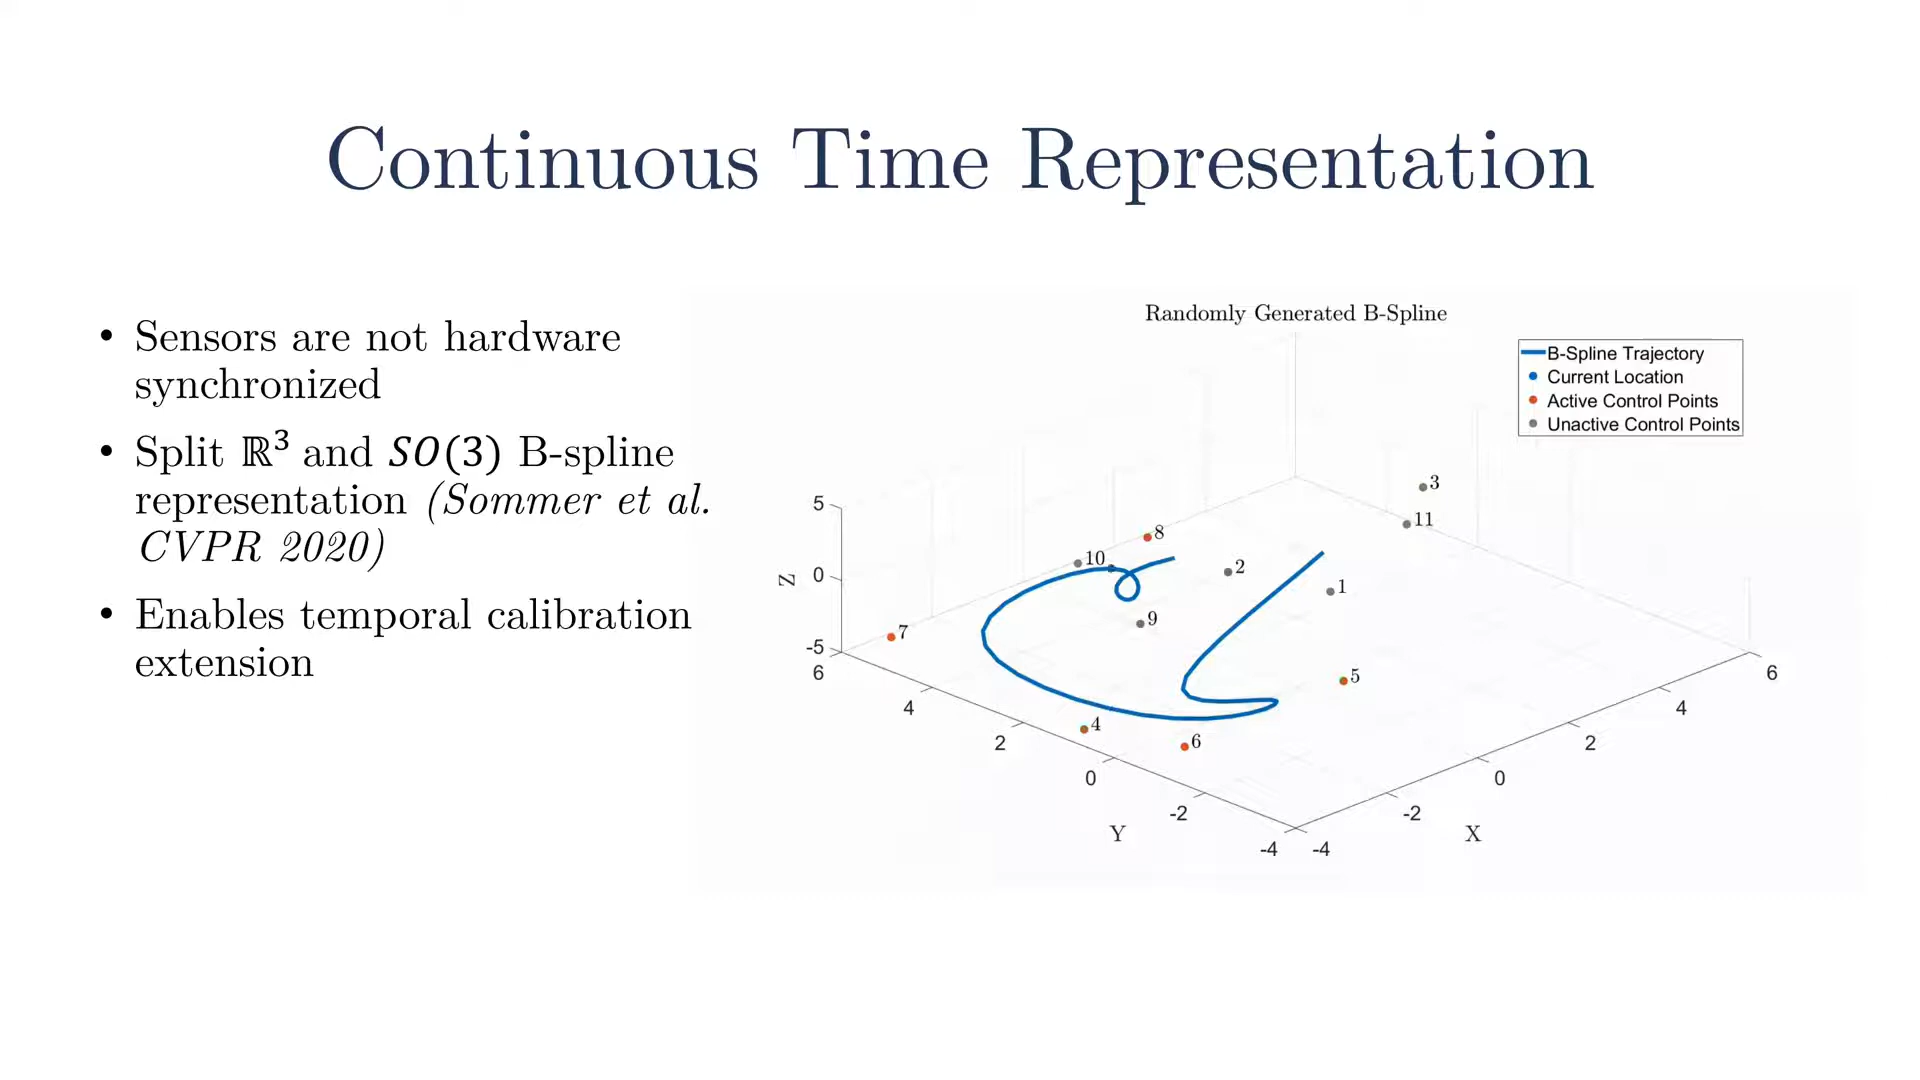 Continuous Time Representation
• Sensors are not hardware
synchronized
• Split ℝ³ and SO(3) B-spline
representation (Sommer et al.
CVPR 2020)
• Enables temporal calibration
extension
Randomly Generated B-Spline
B-Spline Trajectory
Current Location
Active Control Points
Unactive Control Points
3
11
8
10
2
1
9
7
5
4
6
Z
5
0
-5
6
4
2
0
-2
-4
Y
-4
-2
0
2
4
6
X